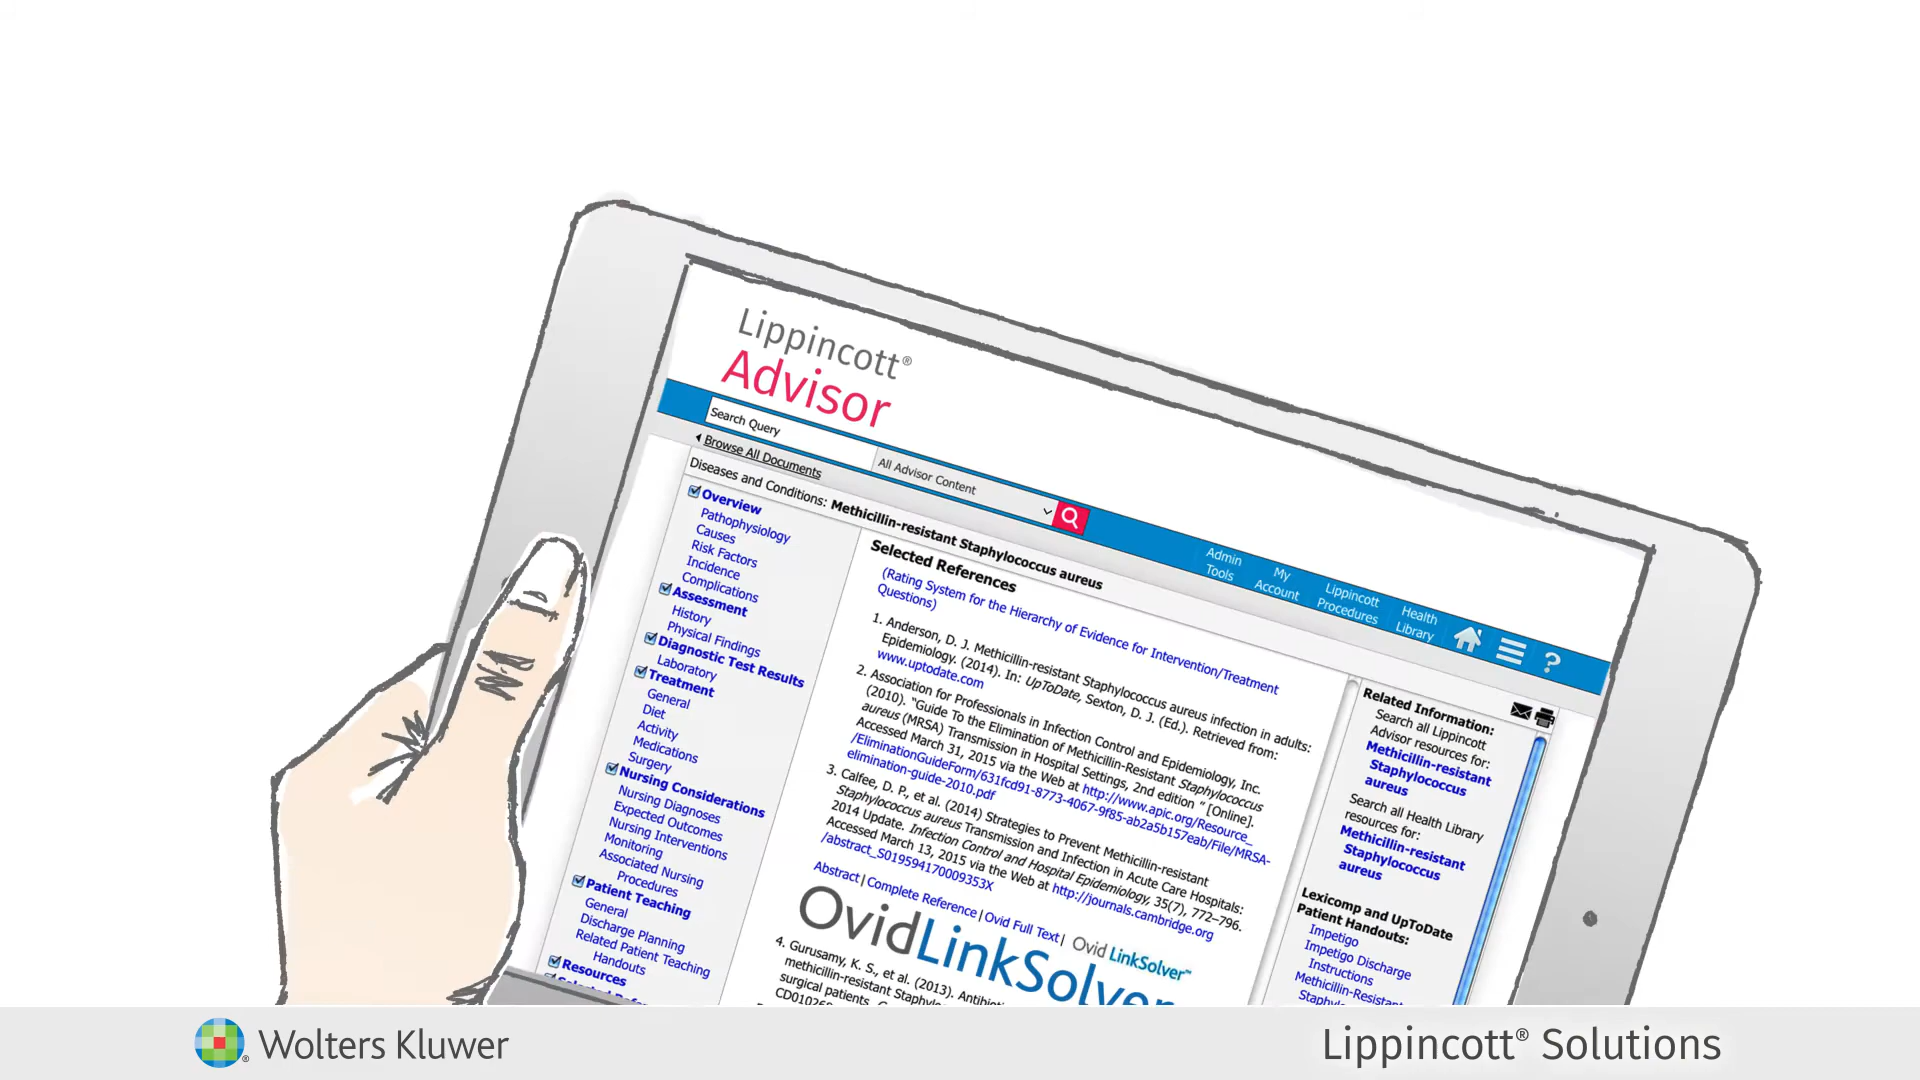 Lippincott®
Advisor
Search Query
All Advisor Content
Admin
Tools
My
Account
Lippincott
Procedures
Health
Library
?
Browse All Documents
Diseases and Conditions: Methicillin-resistant Staphylococcus aureus
Overview
Pathophysiology
Causes
Risk Factors
Incidence
Complications
Assessment
History
Physical Findings
Diagnostic Test Results
Laboratory
Treatment
General
Diet
Activity
Medications
Surgery
Nursing Considerations
Nursing Diagnoses
Expected Outcomes
Nursing Interventions
Monitoring
Associated Nursing
Procedures
Patient Teaching
General
Discharge Planning
Related Patient Teaching
Handouts
Resources
Selected References
(Rating System for the Hierarchy of Evidence for Intervention/Treatment
Questions)
1. Anderson, D. J. Methicillin-resistant Staphylococcus aureus infection in adults:
Epidemiology. (2014). In: UpToDate, Sexton, D. J. (Ed.). Retrieved from:
www.uptodate.com
2. Association for Professionals in Infection Control and Epidemiology, Inc.
(2010). “Guide To the Elimination of Methicillin-Resistant Staphylococcus
aureus (MRSA) Transmission in Hospital Settings, 2nd edition ” [Online].
Accessed March 31, 2015 via the Web at http://www.apic.org/Resource_
/EliminationGuideForm/631fcd91-8773-4067-9f85-ab2a5b157eab/File/MRSA-
elimination-guide-2010.pdf
3. Calfee, D. P., et al. (2014) Strategies to Prevent Methicillin-resistant
Staphylococcus aureus Transmission and Infection in Acute Care Hospitals:
2014 Update. Infection Control and Hospital Epidemiology, 35(7), 772–796.
Accessed March 13, 2015 via the Web at http://journals.cambridge.org
/abstract_S019594170009353X
Abstract | Complete Reference | Ovid Full Text | Ovid LinkSolver™
OvidLinkSolver
4. Gurusamy, K. S., et al. (2013).
methicillin-resistant
surgical patients.
Related Information:
Search all Lippincott
Advisor resources for:
Methicillin-resistant
Staphylococcus
aureus
Search all Health Library
resources for:
Methicillin-resistant
Staphylococcus
aureus
Lexicomp and UpToDate
Patient Handouts:
Impetigo
Impetigo Discharge
Instructions
Methicillin-Resistant
Wolters Kluwer
Lippincott® Solutions